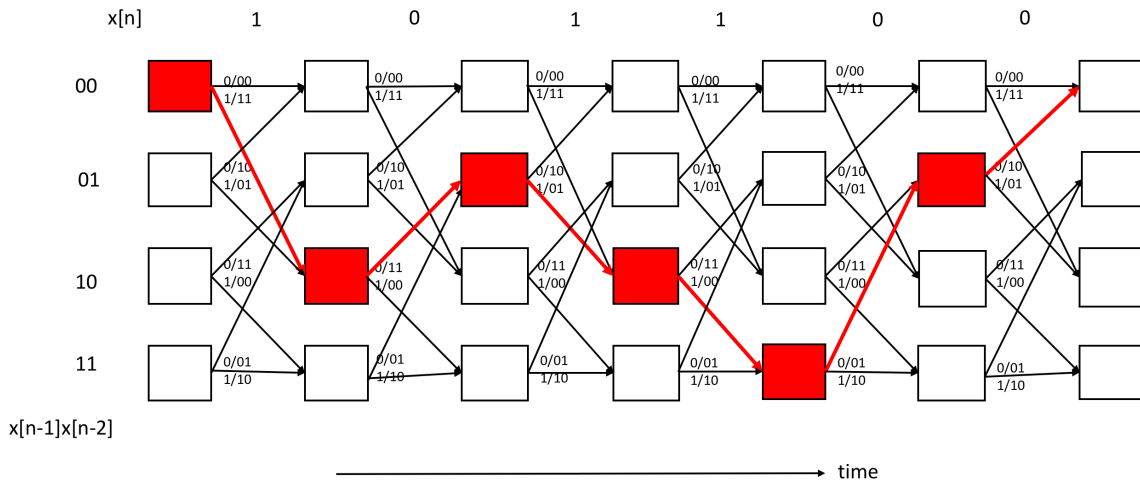 x[n] 1 0 1 1 0 0
00
0/00 0/00 0/00 0/00 0/00 0/00
1/11 1/11 1/11 1/11 1/11 1/11
01
0/10 0/10 0/10 0/10 0/10 0/10
1/01 1/01 1/01 1/01 1/01 1/01
10
0/11 0/11 0/11 0/11 0/11 0/11
1/00 1/00 1/00 1/00 1/00 1/00
11
0/01 0/01 0/01 0/01 0/01 0/01
1/10 1/10 1/10 1/10 1/10 1/10
x[n-1]x[n-2]
time